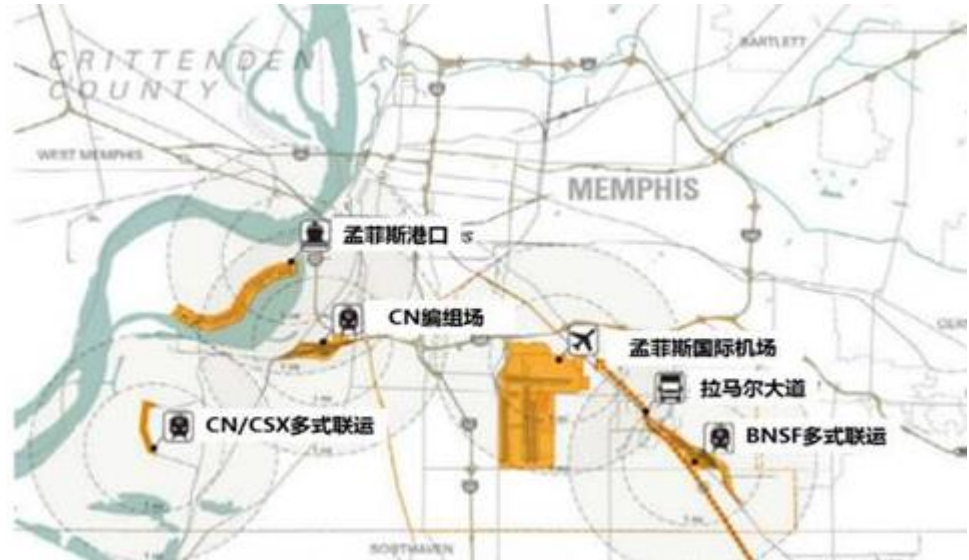 CRITTENDEN
COUNTY
BARTLETT
WEST MEMPHIS
MEMPHIS
孟菲斯港口
CN编组场
孟菲斯国际机场
拉马尔大道
CN/CSX多式联运
BNSF多式联运